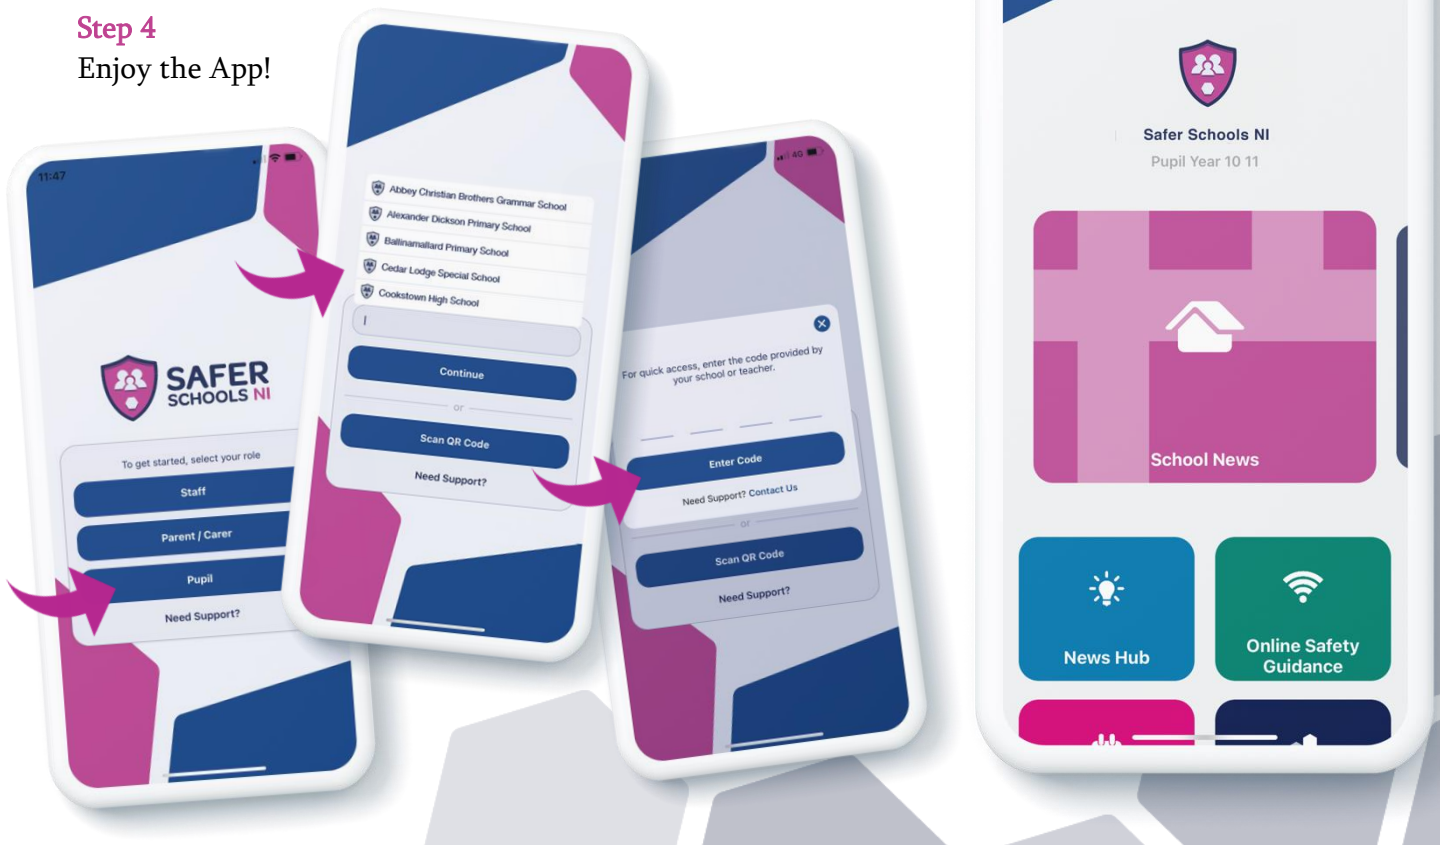 Step 4
Enjoy the App!
11:47
SAFER
SCHOOLS NI
To get started, select your role
Staff
Parent / Carer
Pupil
Need Support?
Abbey Christian Brothers Grammar School
Alexander Dickson Primary School
Ballinamallard Primary School
Cedar Lodge Special School
Cookstown High School
Continue
or
Scan QR Code
Need Support?
4G
For quick access, enter the code provided by
your school or teacher.
Enter Code
Need Support? Contact Us
or
Scan QR Code
Need Support?
Safer Schools NI
Pupil Year 10 11
School News
News Hub
Online Safety
Guidance